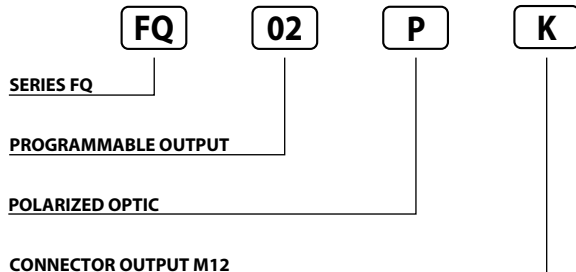 FQ 02 P K
SERIES FQ
PROGRAMMABLE OUTPUT
POLARIZED OPTIC
CONNECTOR OUTPUT M12